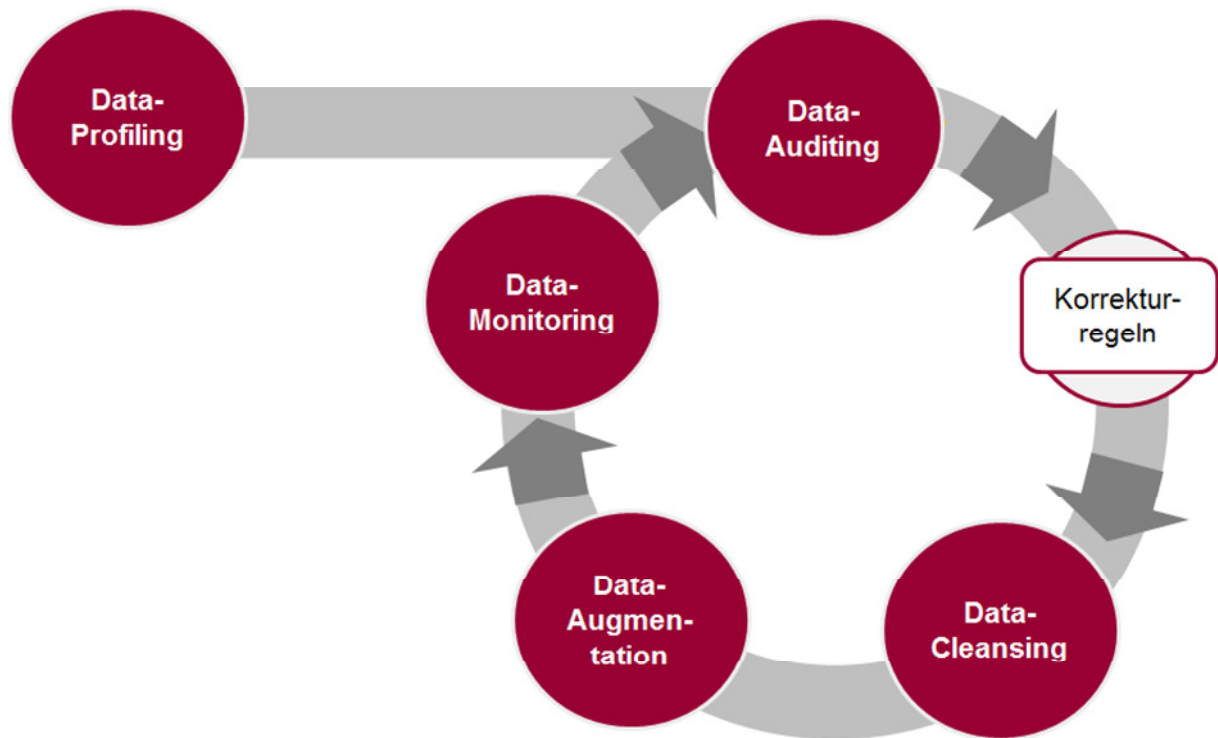 Data-
Profiling
Data-
Auditing
Korrektur-
regeln
Data-
Cleansing
Data-
Augmen-
tation
Data-
Monitoring